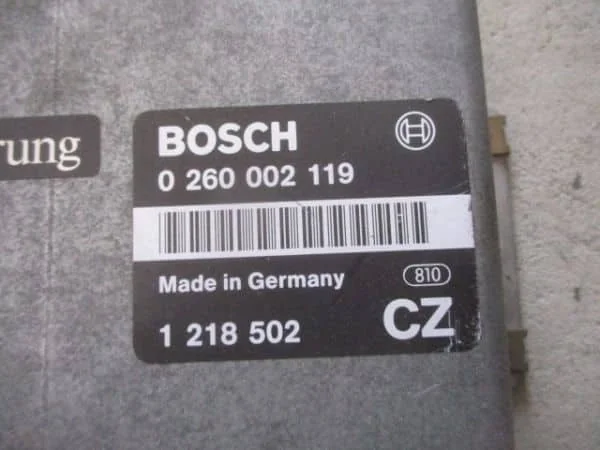 rung
BOSCH
0 260 002 119
Made in Germany 810
1 218 502 CZ